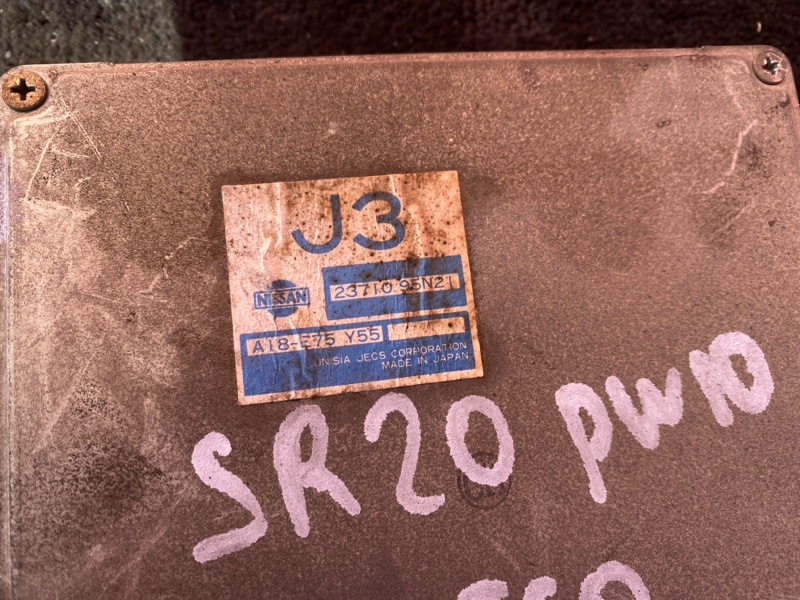 J3
NISSAN
23710 95N21
A18-E75 Y55
UNISIA JECS CORPORATION
MADE IN JAPAN
SR20 PW10